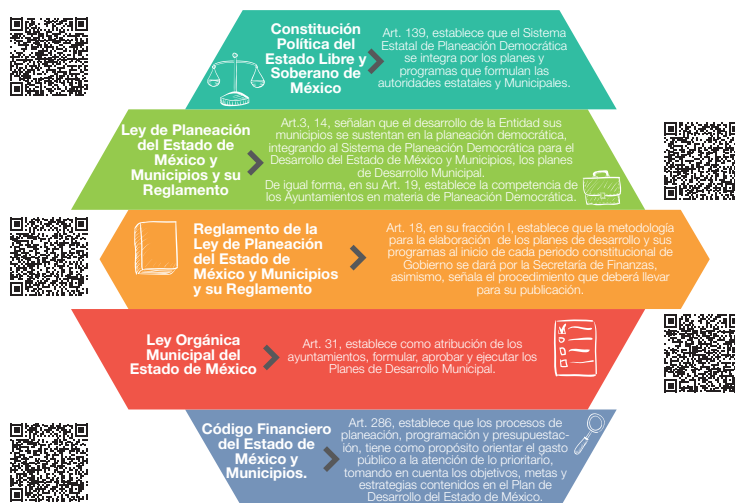 Constitución
Política del
Estado Libre y
Soberano de
México
Art. 139, establece que el Sistema
Estatal de Planeación Democrática
se integra por los planes y
programas que formulan las
autoridades estatales y Municipales.
Ley de Planeación
del Estado de
México y
Municipios y su
Reglamento
Art.3, 14, señalan que el desarrollo de la Entidad sus
municipios se sustentan en la planeación democrática,
integrando al Sistema de Planeación Democrática para el
Desarrollo del Estado de México y Municipios, los planes
de Desarrollo Municipal.
De igual forma, en su Art. 19, establece la competencia de
los Ayuntamientos en materia de Planeación Democrática.
Reglamento de la
Ley de Planeación
del Estado de
México y Municipios
y su Reglamento
Art. 18, en su fracción I, establece que la metodología
para la elaboración de los planes de desarrollo y sus
programas al inicio de cada periodo constitucional de
Gobierno se dará por la Secretaría de Finanzas,
asimismo, señala el procedimiento que deberá llevar
para su publicación.
Ley Orgánica
Municipal del
Estado de México
Art. 31, establece como atribución de los
ayuntamientos, formular, aprobar y ejecutar los
Planes de Desarrollo Municipal.
Código Financiero
del Estado de
México y
Municipios.
Art. 286, establece que los procesos de
planeación, programación y presupuestac-
ión, tiene como propósito orientar el gasto
público a la atención de lo prioritario,
tomando en cuenta los objetivos, metas y
estrategias contenidos en el Plan de
Desarrollo del Estado de México.